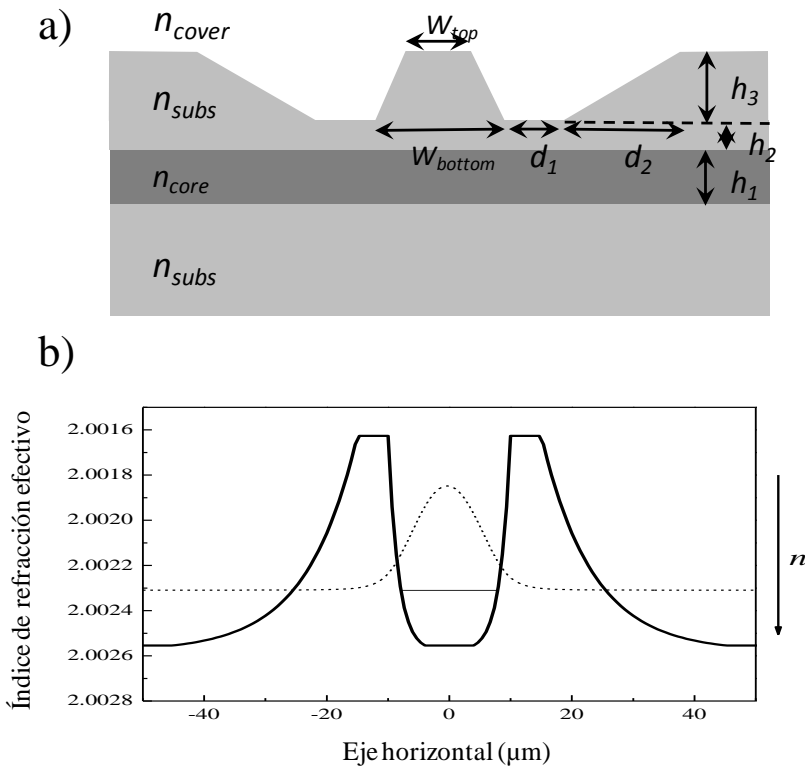 a)
n_cover
W_top
n_subs
h_3
h_2
W_bottom
d_1
d_2
n_core
h_1
n_subs
b)
Índice de refracción efectivo
2.0016
2.0018
2.0020
2.0022
2.0024
2.0026
2.0028
n
-40
-20
0
20
40
Eje horizontal (µm)